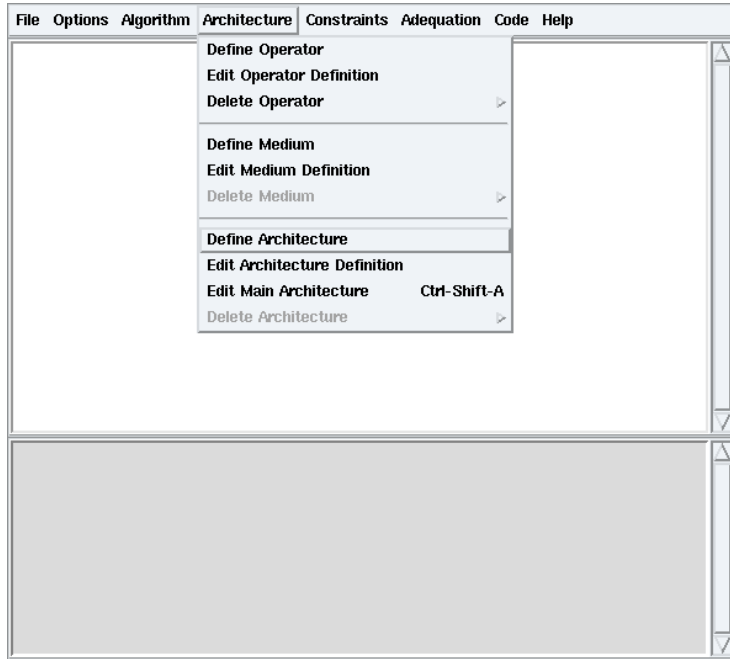 File Options Algorithm Architecture Constraints Adequation Code Help
Define Operator
Edit Operator Definition
Delete Operator
Define Medium
Edit Medium Definition
Delete Medium
Define Architecture
Edit Architecture Definition
Edit Main Architecture Ctrl-Shift-A
Delete Architecture